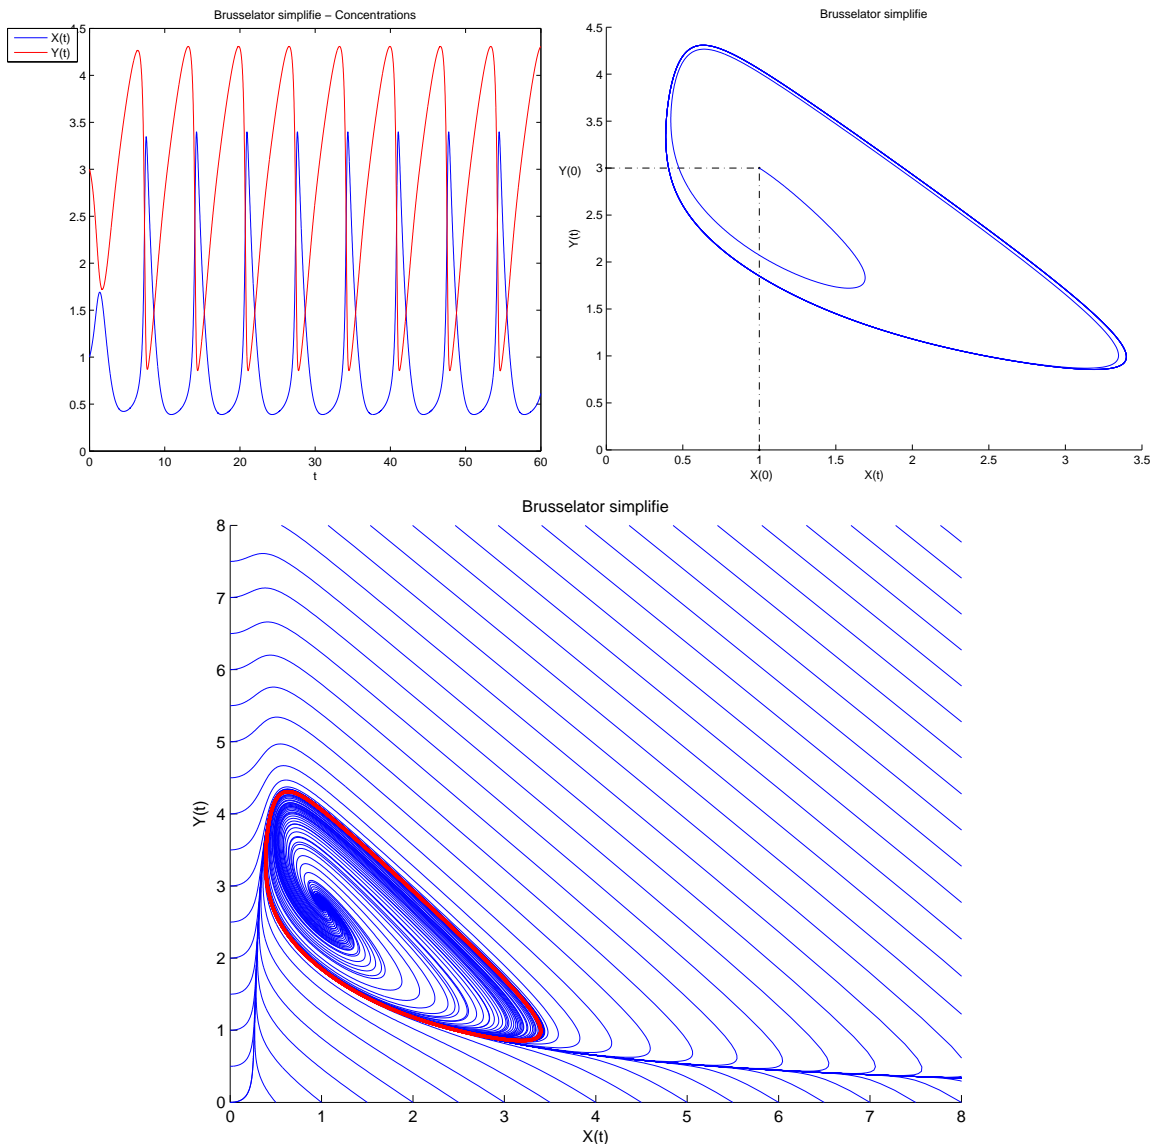 Brusselator simplifie − Concentrations
X(t)
Y(t)
4.5
4
3.5
3
2.5
2
1.5
1
0.5
0
0 10 20 30 40 50 60
t
Brusselator simplifie
4.5
4
3.5
Y(0) 3
2.5
Y(t)
2
1.5
1
0.5
0
0 0.5 1 1.5 2 2.5 3 3.5
X(0) X(t)
Brusselator simplifie
8
7
6
5
Y(t)
4
3
2
1
0
0 1 2 3 4 5 6 7 8
X(t)